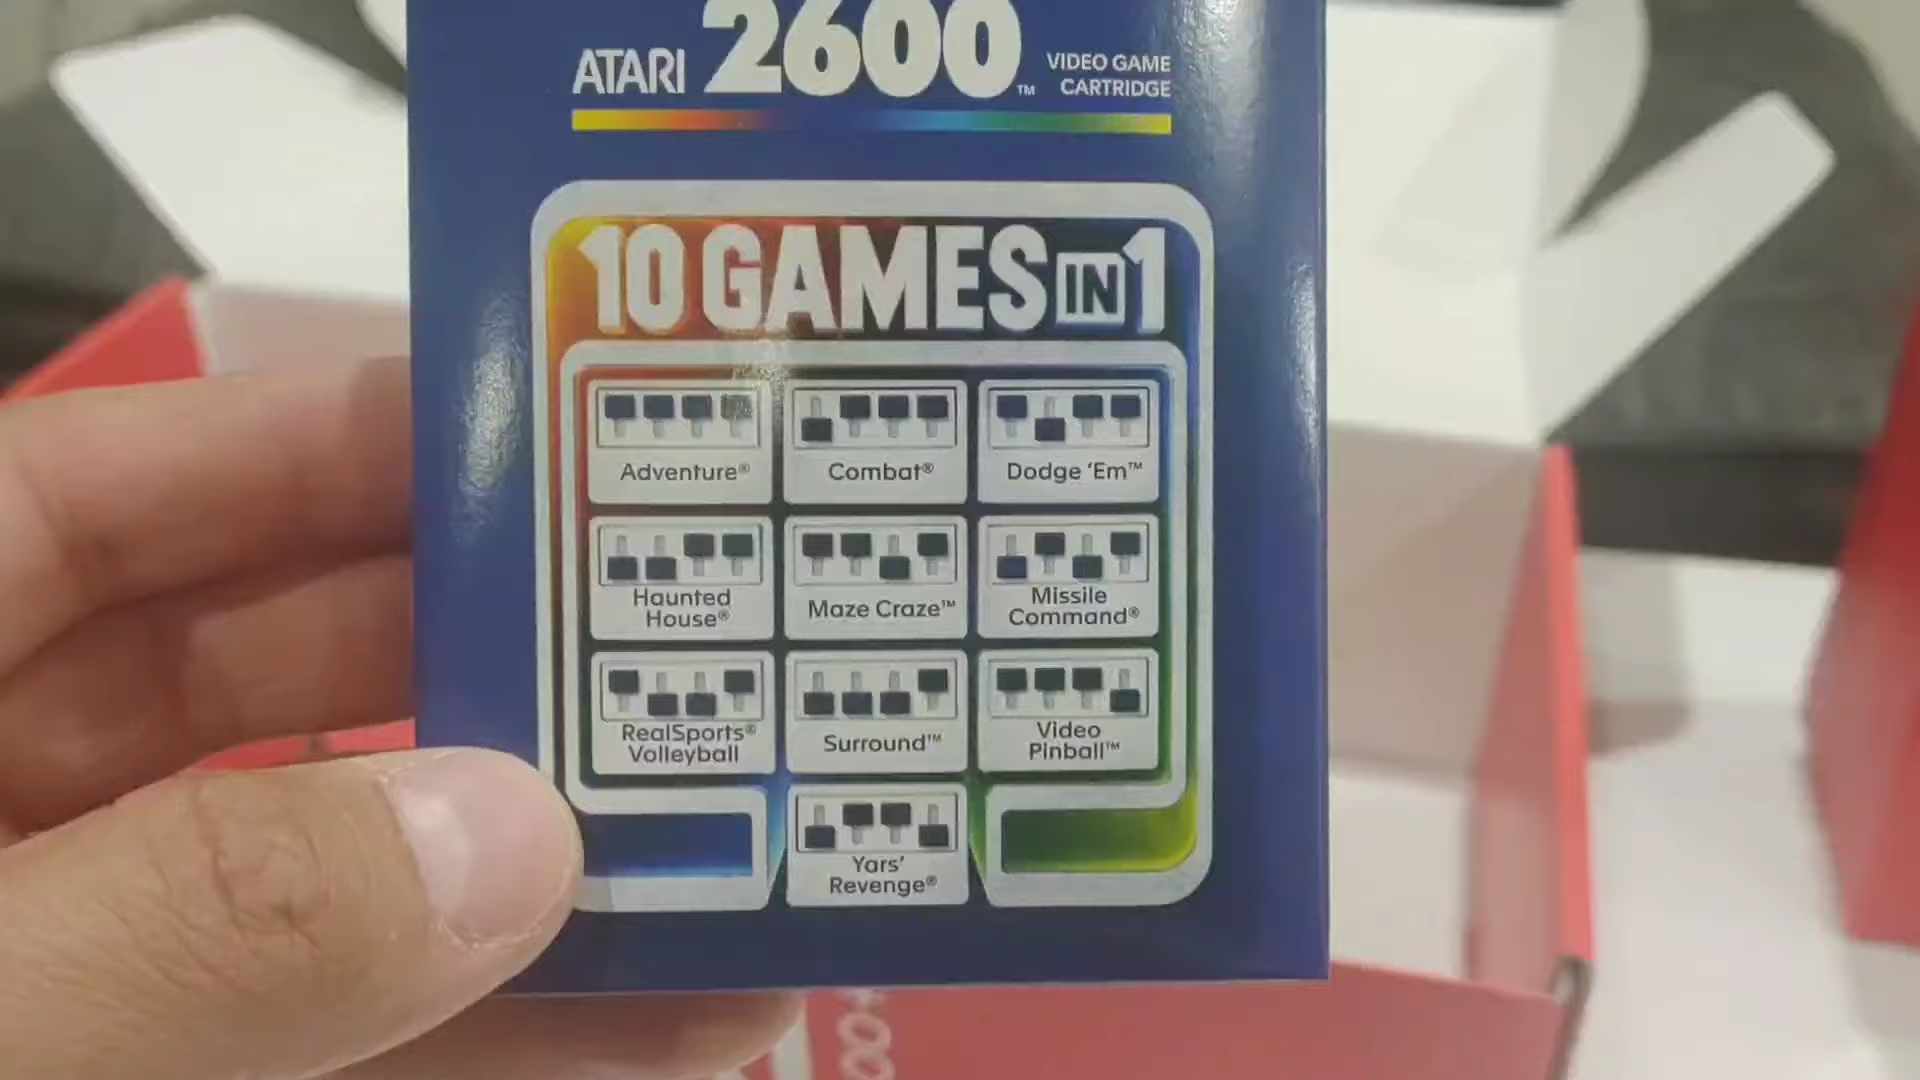 ATARI 2600™ VIDEO GAME
CARTRIDGE
10 GAMES IN 1
Adventure®
Combat®
Dodge 'Em™
Haunted
House®
Maze Craze™
Missile
Command®
RealSports®
Volleyball
Surround™
Video
Pinball™
Yars'
Revenge®